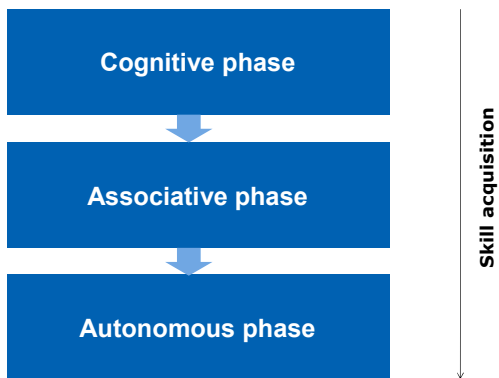 Cognitive phase
Associative phase
Autonomous phase
Skill acquisition